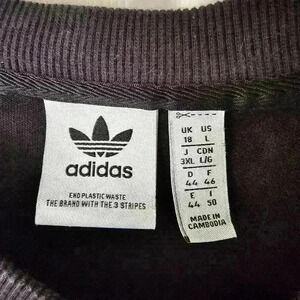 adidas
END PLASTIC WASTE
THE BRAND WITH THE 3 STRIPES
UK US
18 L
J CDN
3XL L/G
D F
44 46
E I
44 50
MADE IN
CAMBODIA